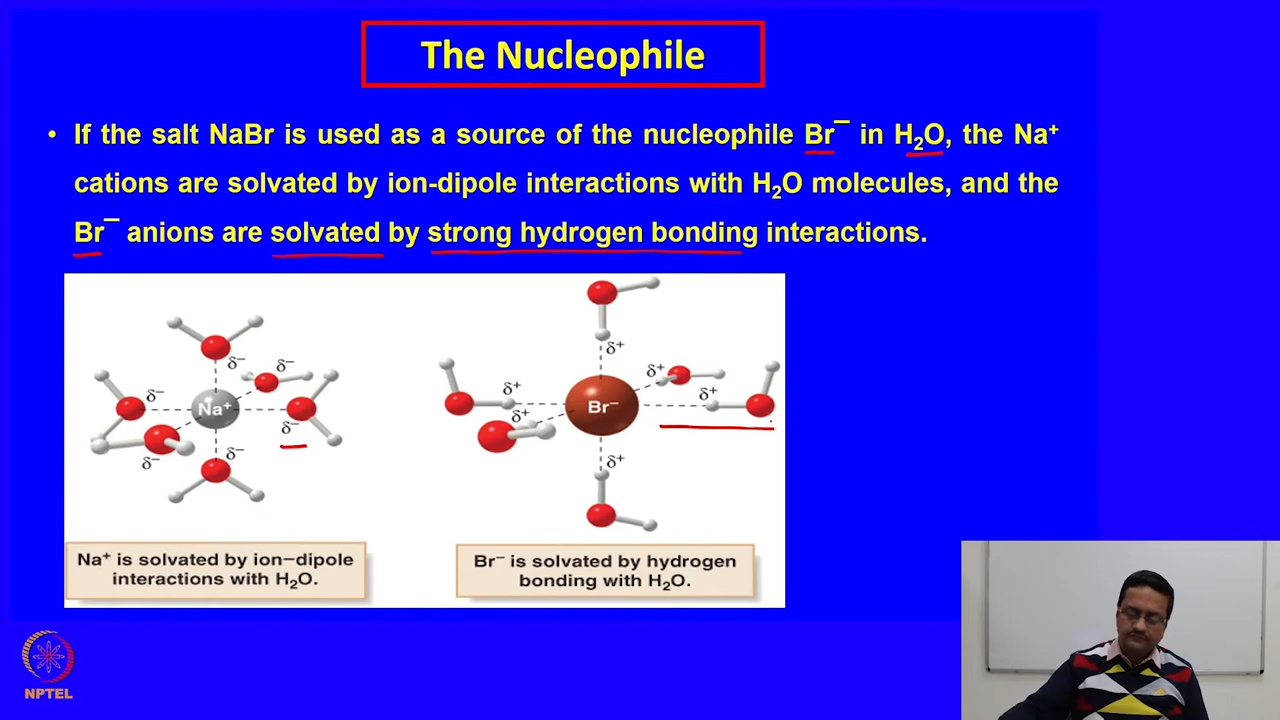 The Nucleophile
• If the salt NaBr is used as a source of the nucleophile Br¯ in H₂O, the Na⁺
cations are solvated by ion-dipole interactions with H₂O molecules, and the
Br¯ anions are solvated by strong hydrogen bonding interactions.
δ⁻ δ⁻
δ⁻ Na⁺ δ⁻
δ⁻ δ⁻
δ⁺
δ⁺ δ⁺
δ⁺ Br⁻ δ⁺
δ⁺
Na⁺ is solvated by ion–dipole
interactions with H₂O.
Br⁻ is solvated by hydrogen
bonding with H₂O.
NPTEL